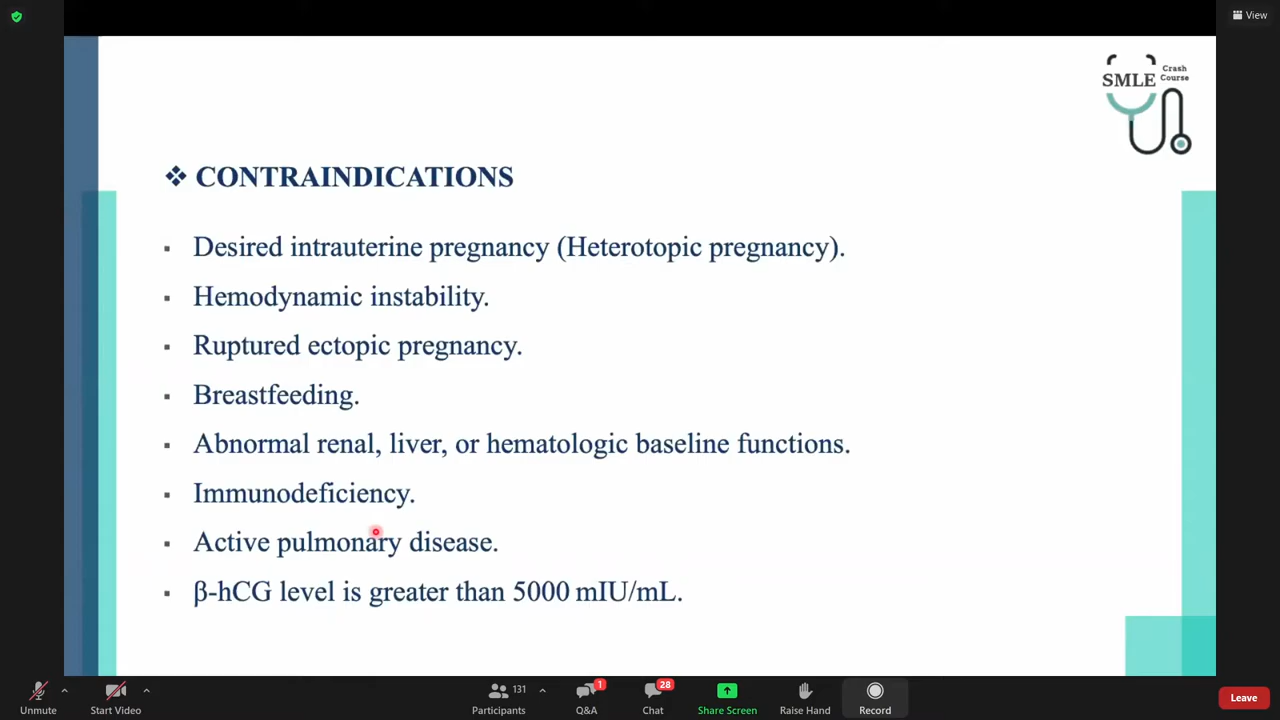 View
SMLE Crash Course
❖ CONTRAINDICATIONS
▪ Desired intrauterine pregnancy (Heterotopic pregnancy).
▪ Hemodynamic instability.
▪ Ruptured ectopic pregnancy.
▪ Breastfeeding.
▪ Abnormal renal, liver, or hematologic baseline functions.
▪ Immunodeficiency.
▪ Active pulmonary disease.
▪ β-hCG level is greater than 5000 mIU/mL.
131 1 28
Unmute Start Video Participants Q&A Chat Share Screen Raise Hand Record Leave